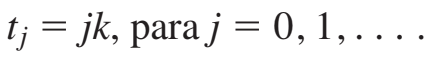 t_j = jk, para j = 0, 1, . . . .